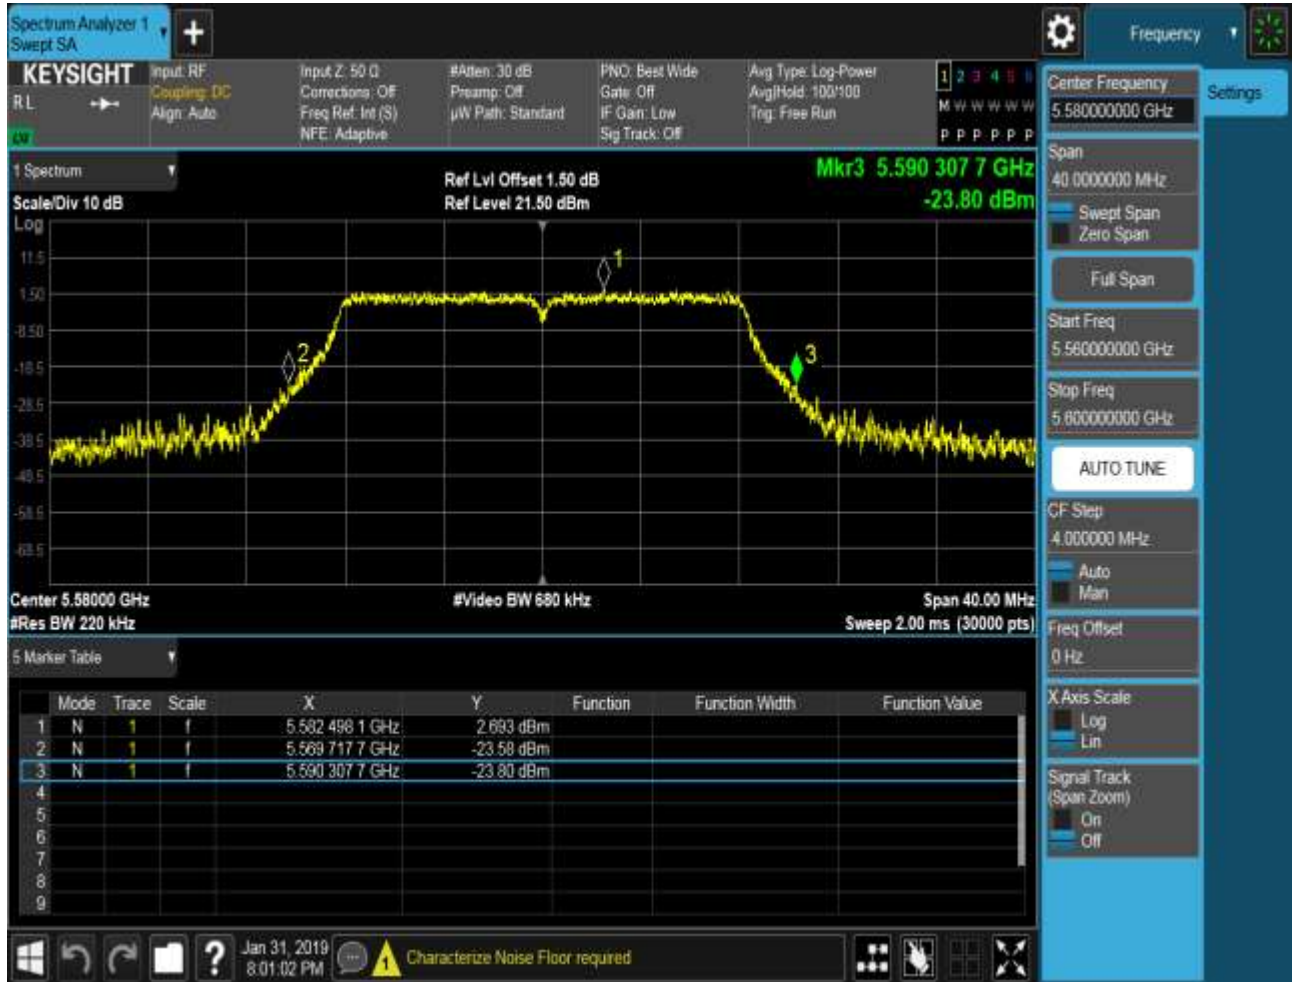 Spectrum Analyzer 1
Swept SA
+
Frequency
KEYSIGHT
RL
Input: RF
Coupling: DC
Align: Auto
Input Z: 50 Ω
Corrections: Off
Freq Ref: Int (S)
NFE: Adaptive
#Atten: 30 dB
Preamp: Off
µW Path: Standard
PNO: Best Wide
Gate: Off
IF Gain: Low
Sig Track: Off
Avg Type: Log-Power
Avg|Hold: 100/100
Trig: Free Run
1 2 3 4 5 6
M W W W W W
P P P P P P
1 Spectrum
Scale/Div 10 dB
Ref Lvl Offset 1.50 dB
Ref Level 21.50 dBm
Mkr3 5.590 307 7 GHz
-23.80 dBm
Log
11.5
1.50
-8.50
-18.5
-28.5
-38.5
-48.5
-58.5
-68.5
1
2
3
Center 5.58000 GHz
#Video BW 680 kHz
Span 40.00 MHz
#Res BW 220 kHz
Sweep 2.00 ms (30000 pts)
5 Marker Table
Mode Trace Scale X Y Function Function Width Function Value
1 N 1 f 5.582 498 1 GHz 2.693 dBm
2 N 1 f 5.569 717 7 GHz -23.58 dBm
3 N 1 f 5.590 307 7 GHz -23.80 dBm
4
5
6
7
8
9
Jan 31, 2019
8:01:02 PM
1
Characterize Noise Floor required
?
Center Frequency
5.580000000 GHz
Settings
Span
40.0000000 MHz
Swept Span
Zero Span
Full Span
Start Freq
5.560000000 GHz
Stop Freq
5.600000000 GHz
AUTO TUNE
CF Step
4.000000 MHz
Auto
Man
Freq Offset
0 Hz
X Axis Scale
Log
Lin
Signal Track
(Span Zoom)
On
Off